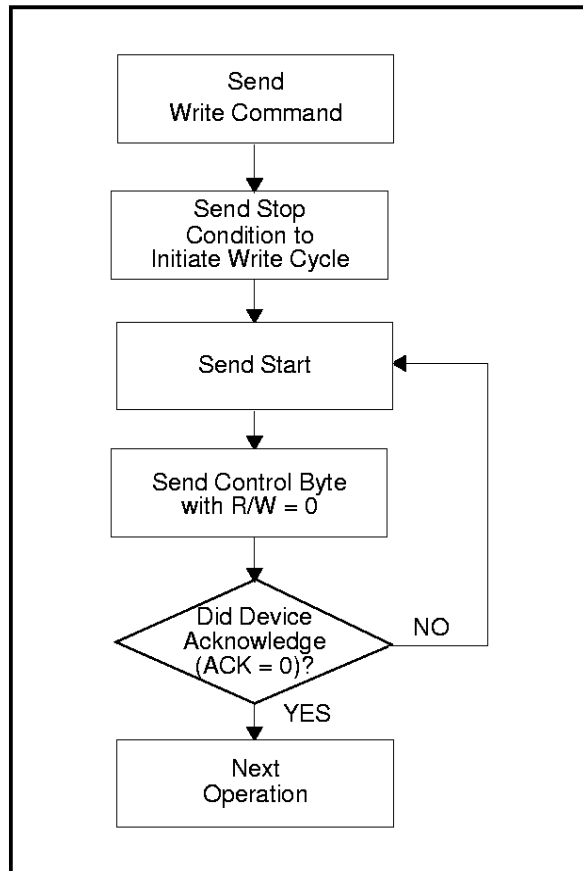 Send
Write Command
Send Stop
Condition to
Initiate Write Cycle
Send Start
Send Control Byte
with R/W = 0
Did Device
Acknowledge
(ACK = 0)?
NO
YES
Next
Operation